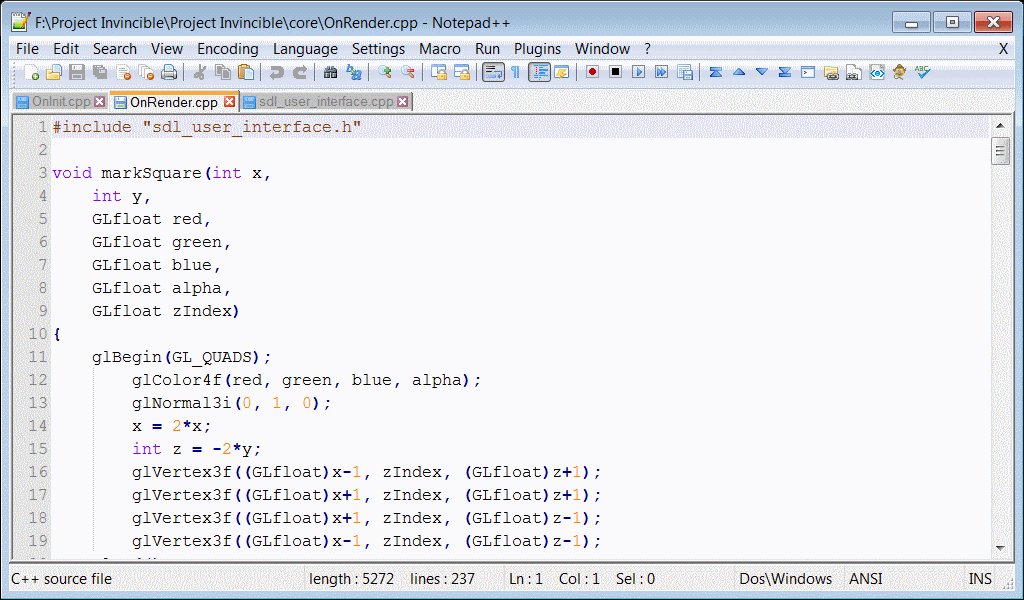 F:\Project Invincible\Project Invincible\core\OnRender.cpp - Notepad++
File Edit Search View Encoding Language Settings Macro Run Plugins Window ? X
ABC
OnInit.cpp OnRender.cpp sdl_user_interface.cpp
1 #include "sdl_user_interface.h"
2
3 void markSquare(int x,
4 int y,
5 GLfloat red,
6 GLfloat green,
7 GLfloat blue,
8 GLfloat alpha,
9 GLfloat zIndex)
10 {
11 glBegin(GL_QUADS);
12 glColor4f(red, green, blue, alpha);
13 glNormal3i(0, 1, 0);
14 x = 2*x;
15 int z = -2*y;
16 glVertex3f((GLfloat)x-1, zIndex, (GLfloat)z+1);
17 glVertex3f((GLfloat)x+1, zIndex, (GLfloat)z+1);
18 glVertex3f((GLfloat)x+1, zIndex, (GLfloat)z-1);
19 glVertex3f((GLfloat)x-1, zIndex, (GLfloat)z-1);
C++ source file length : 5272 lines : 237 Ln : 1 Col : 1 Sel : 0 Dos\Windows ANSI INS